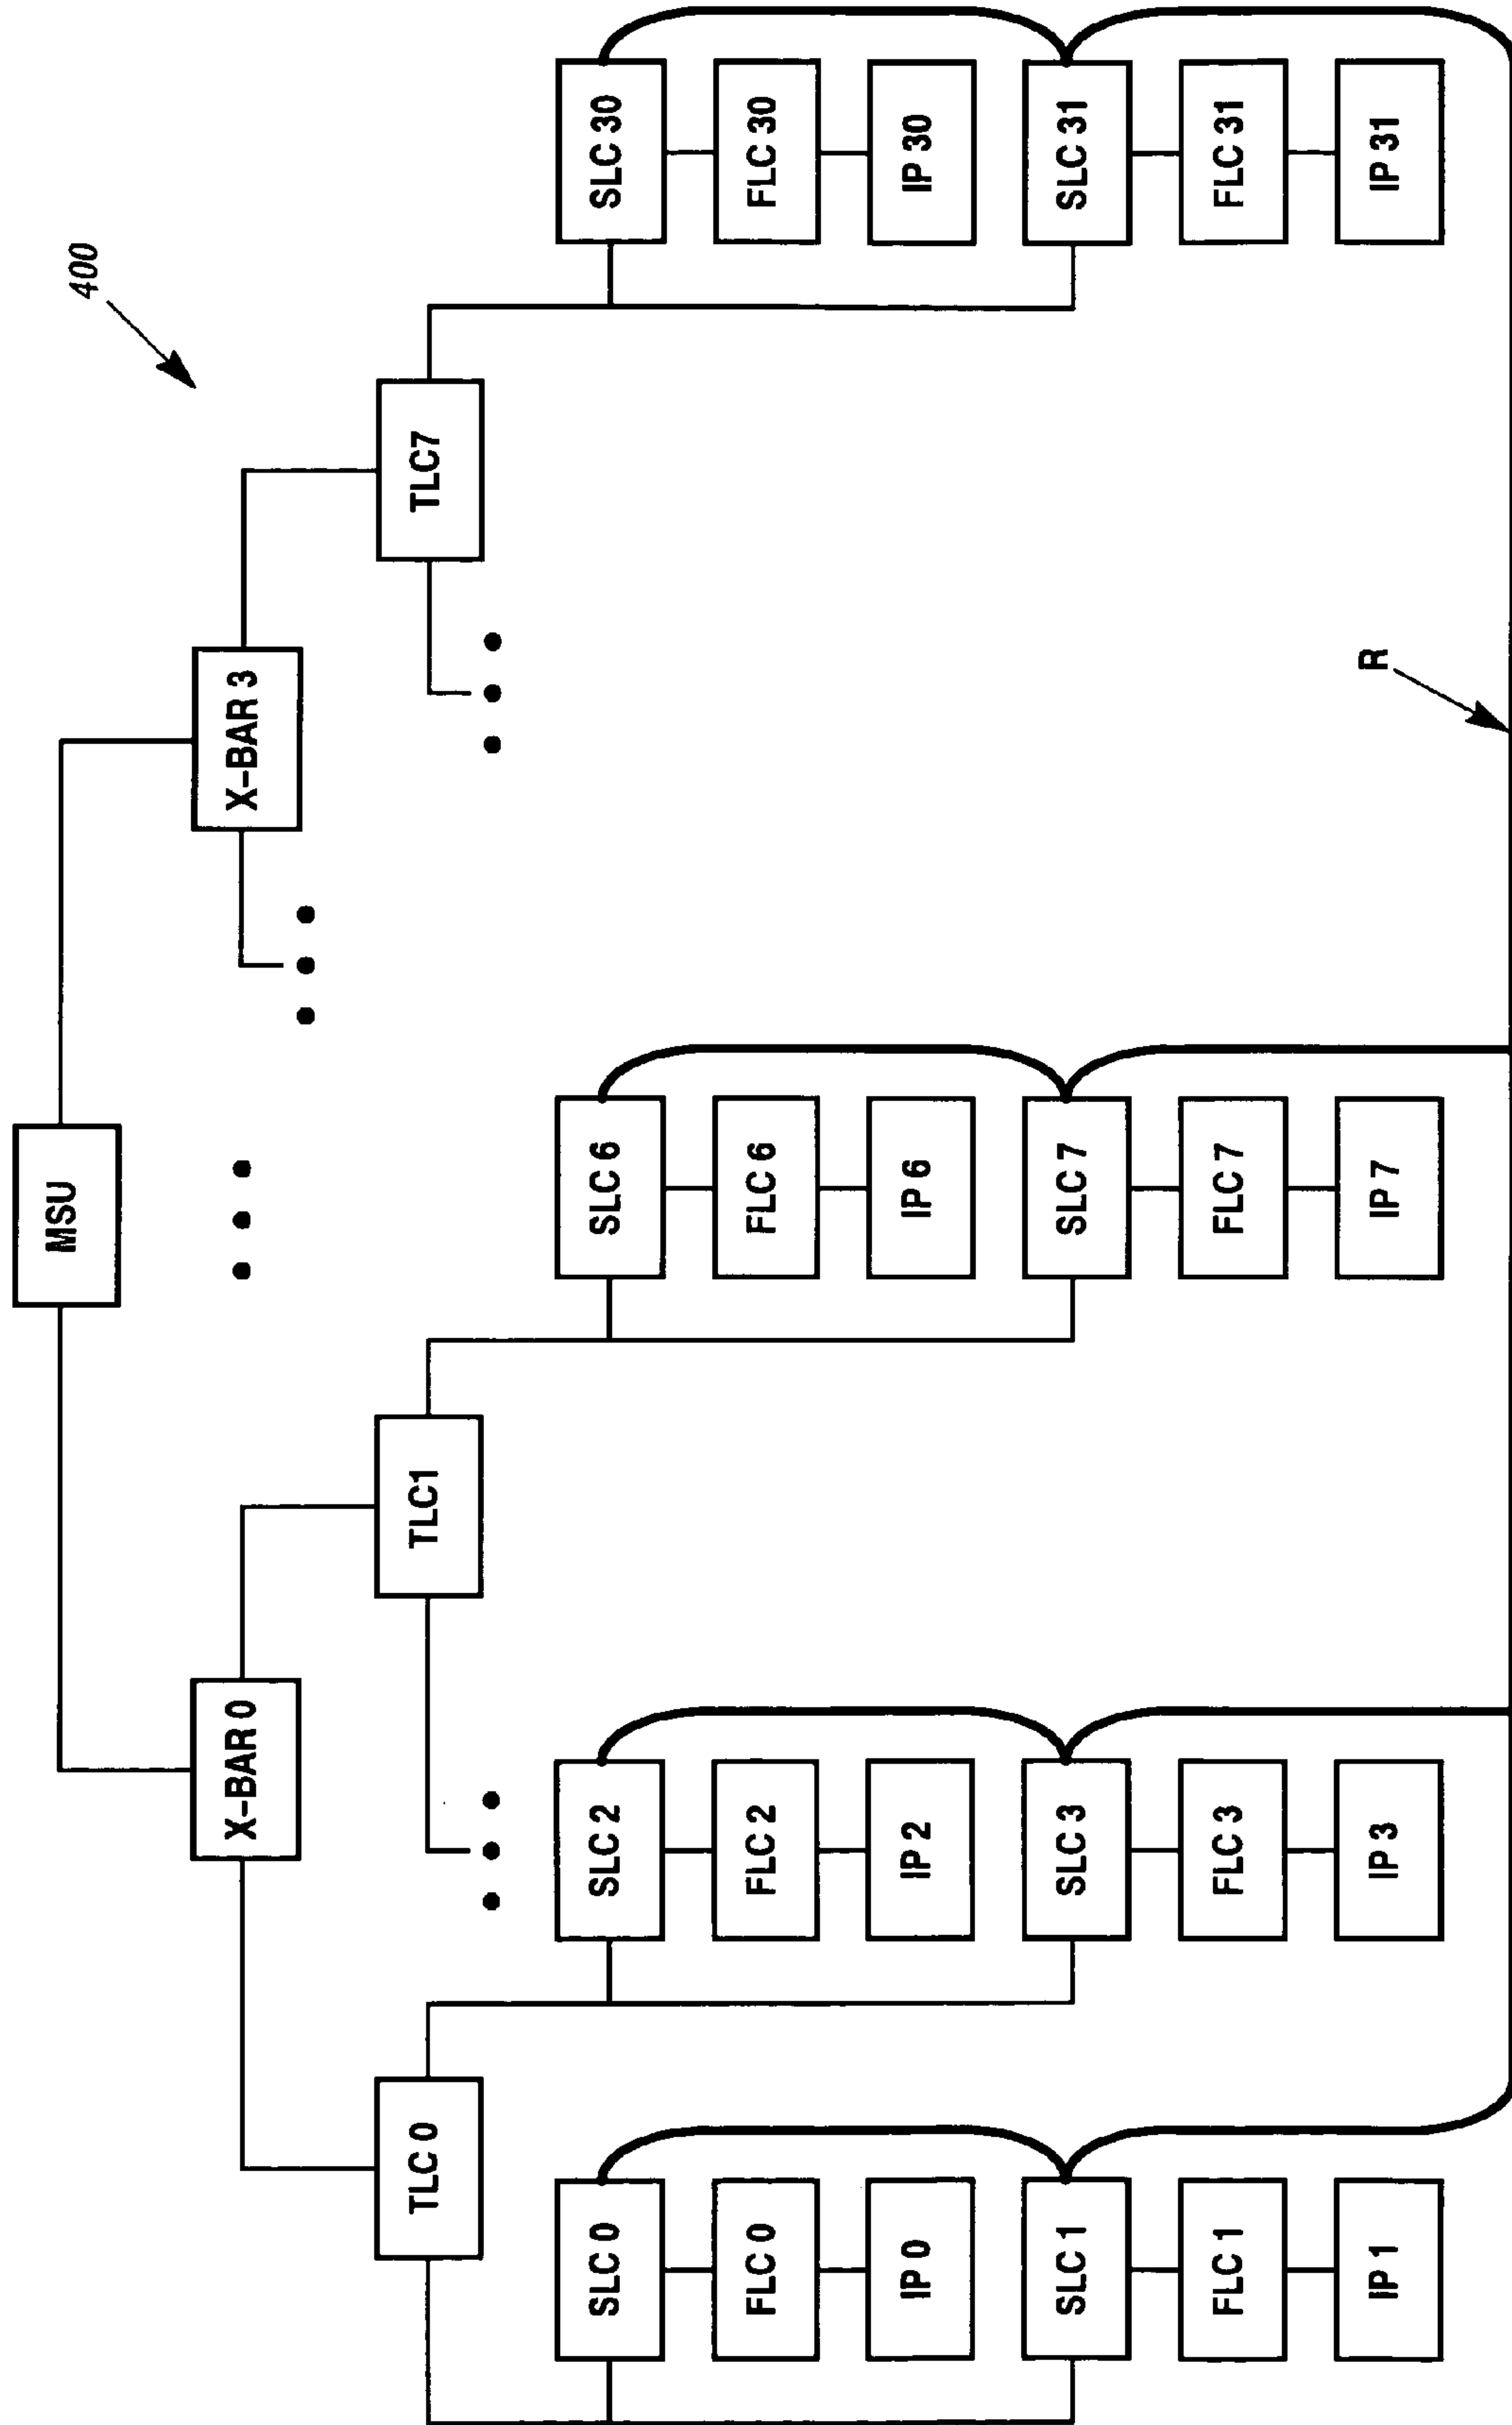 400
MSU
X-BAR 0
X-BAR 3
TLC 0
TLC1
TLC7
SLC 0
SLC 2
SLC 6
SLC 30
FLC 0
FLC 2
FLC 6
FLC 30
IP 0
IP 2
IP 6
IP 30
SLC 1
SLC 3
SLC 7
SLC 31
FLC 1
FLC 3
FLC 7
FLC 31
IP 1
IP 3
IP 7
IP 31
R